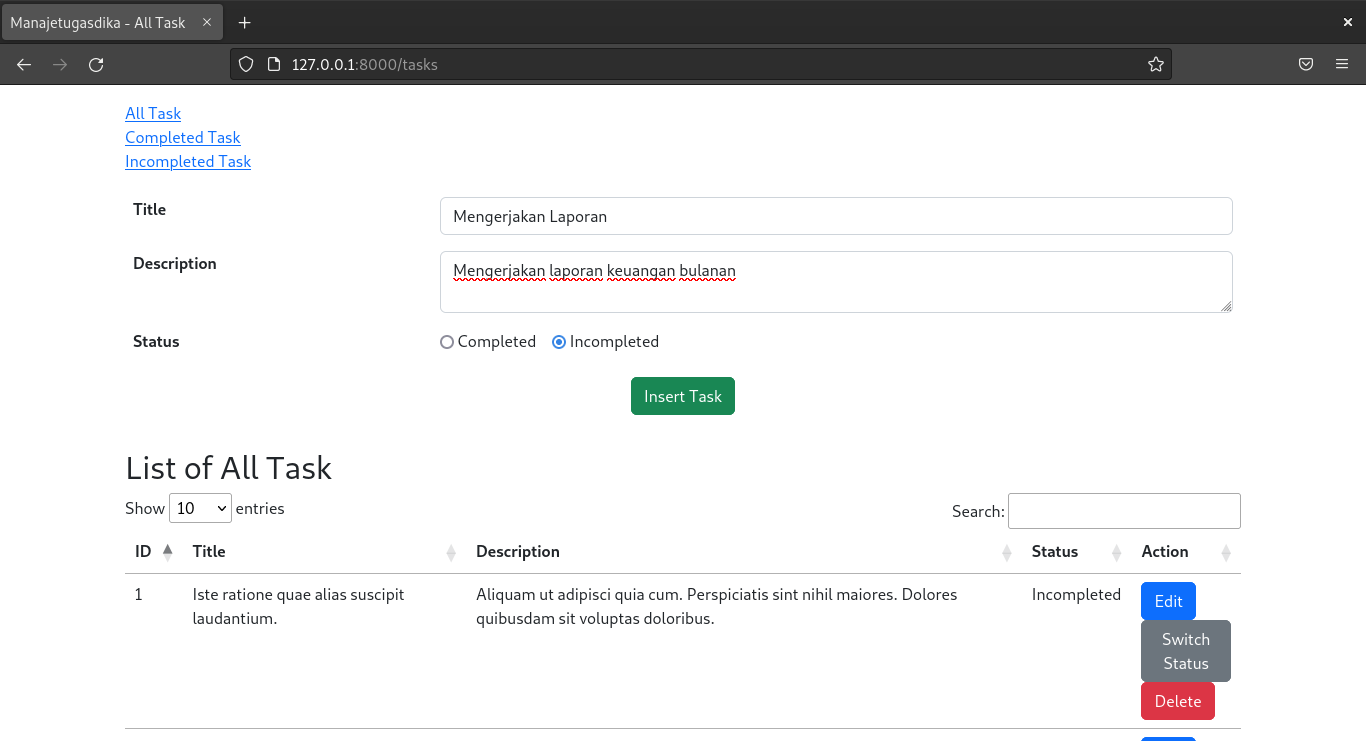 Manajetugasdika - All Task
127.0.0.1:8000/tasks
All Task
Completed Task
Incompleted Task
Title
Mengerjakan Laporan
Description
Mengerjakan laporan keuangan bulanan
Status
Completed Incompleted
Insert Task
List of All Task
Show 10 entries
Search:
ID Title Description Status Action
1 Iste ratione quae alias suscipit Aliquam ut adipisci quia cum. Perspiciatis sint nihil maiores. Dolores Incompleted Edit
laudantium. quibusdam sit voluptas doloribus.
Switch
Status
Delete